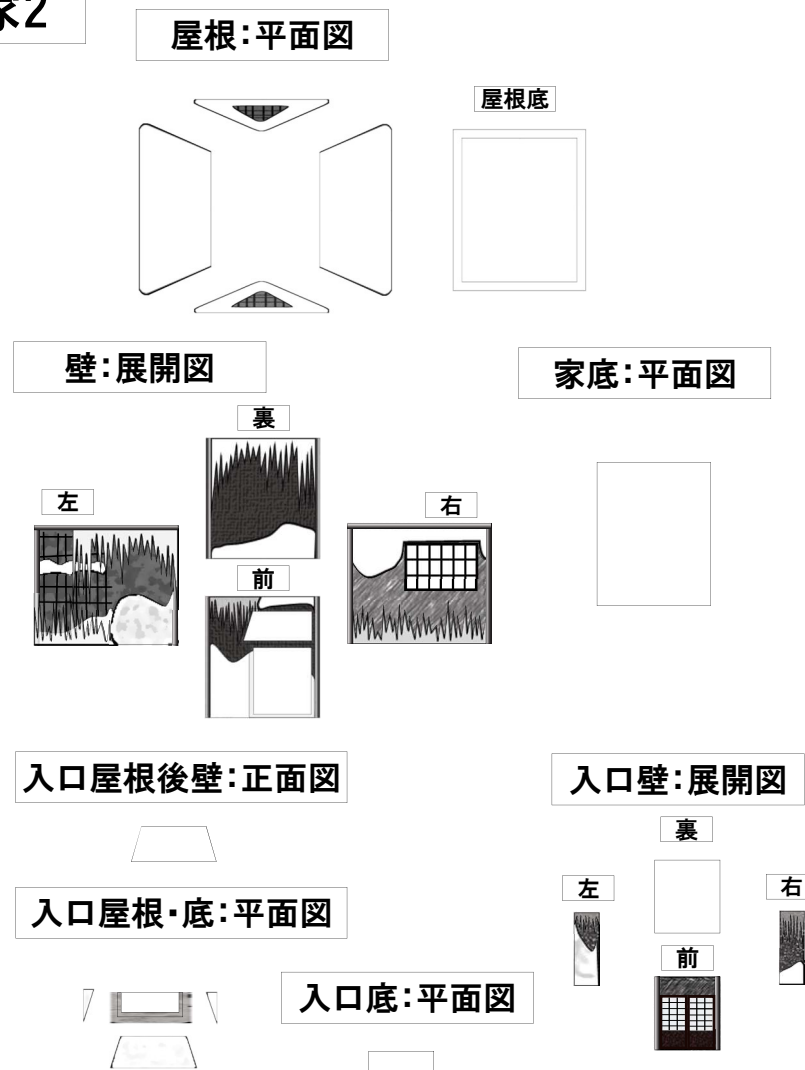 2
屋根:平面図
屋根底
壁:展開図
家底:平面図
裏
左
右
前
入口屋根後壁:正面図
入口壁:展開図
裏
左
右
入口屋根・底:平面図
前
入口底:平面図